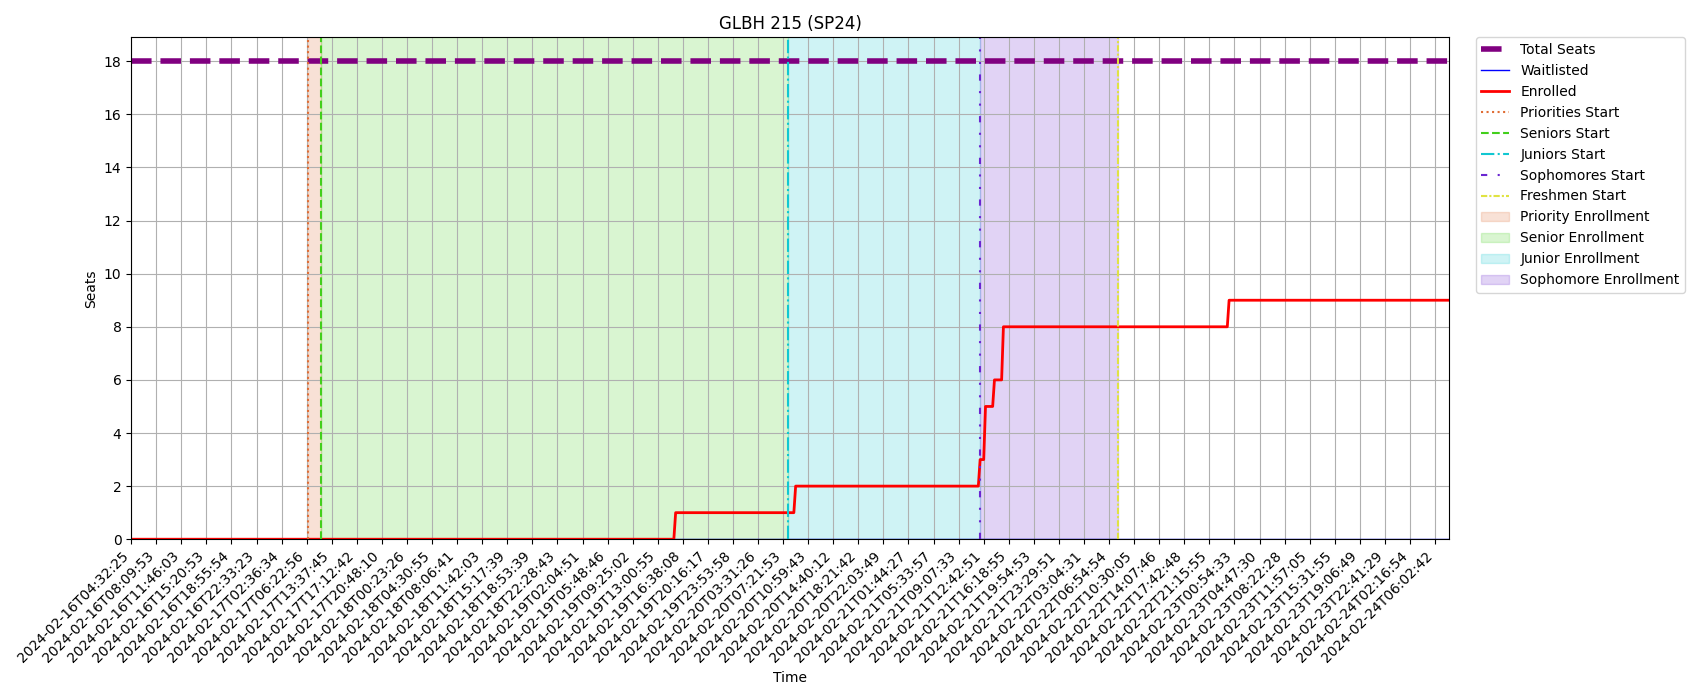 GLBH 215 (SP24)
Total Seats
Waitlisted
Enrolled
Priorities Start
Seniors Start
Juniors Start
Sophomores Start
Freshmen Start
Priority Enrollment
Senior Enrollment
Junior Enrollment
Sophomore Enrollment
Seats
18
16
14
12
10
8
6
4
2
0
2024-02-16T04:32:25
2024-02-16T08:09:53
2024-02-16T11:46:03
2024-02-16T15:20:53
2024-02-16T18:55:54
2024-02-16T22:33:23
2024-02-17T02:36:34
2024-02-17T06:22:56
2024-02-17T13:37:45
2024-02-17T17:12:42
2024-02-17T20:48:10
2024-02-18T00:23:26
2024-02-18T04:30:55
2024-02-18T08:06:41
2024-02-18T11:42:03
2024-02-18T15:17:39
2024-02-18T18:53:39
2024-02-18T22:28:43
2024-02-19T02:04:51
2024-02-19T05:48:46
2024-02-19T09:25:02
2024-02-19T13:00:55
2024-02-19T16:38:08
2024-02-19T20:16:17
2024-02-19T23:53:58
2024-02-20T03:31:26
2024-02-20T07:21:53
2024-02-20T10:59:43
2024-02-20T14:40:12
2024-02-20T18:21:42
2024-02-20T22:03:49
2024-02-21T01:44:27
2024-02-21T05:33:57
2024-02-21T09:07:33
2024-02-21T12:42:51
2024-02-21T16:18:55
2024-02-21T19:54:53
2024-02-21T23:29:51
2024-02-22T03:04:31
2024-02-22T06:54:54
2024-02-22T10:30:05
2024-02-22T14:07:46
2024-02-22T17:42:48
2024-02-22T21:15:55
2024-02-23T00:54:33
2024-02-23T04:47:30
2024-02-23T08:22:28
2024-02-23T11:57:05
2024-02-23T15:31:55
2024-02-23T19:06:49
2024-02-23T22:41:29
2024-02-24T02:16:54
2024-02-24T06:02:42
Time